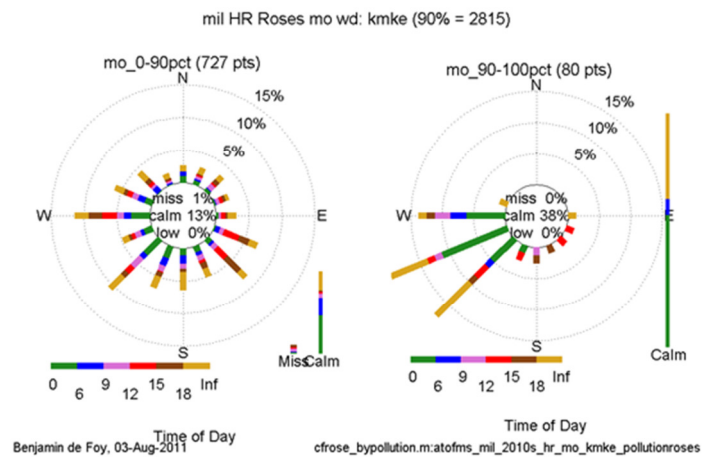 mil HR Roses mo wd: kmke (90% = 2815)
mo_0-90pct (727 pts)
N
15%
10%
5%
miss 1%
W calm 13% E
low 0%
S
MissCalm
0 6 9 12 15 18 Inf
Time of Day
mo_90-100pct (80 pts)
N
15%
10%
5%
miss 0%
W calm 38% E
low 0%
S
Calm
0 6 9 12 15 18 Inf
Time of Day
Benjamin de Foy, 03-Aug-2011
cfrose_bypollution.m:atofms_mil_2010s_hr_mo_kmke_pollutionroses